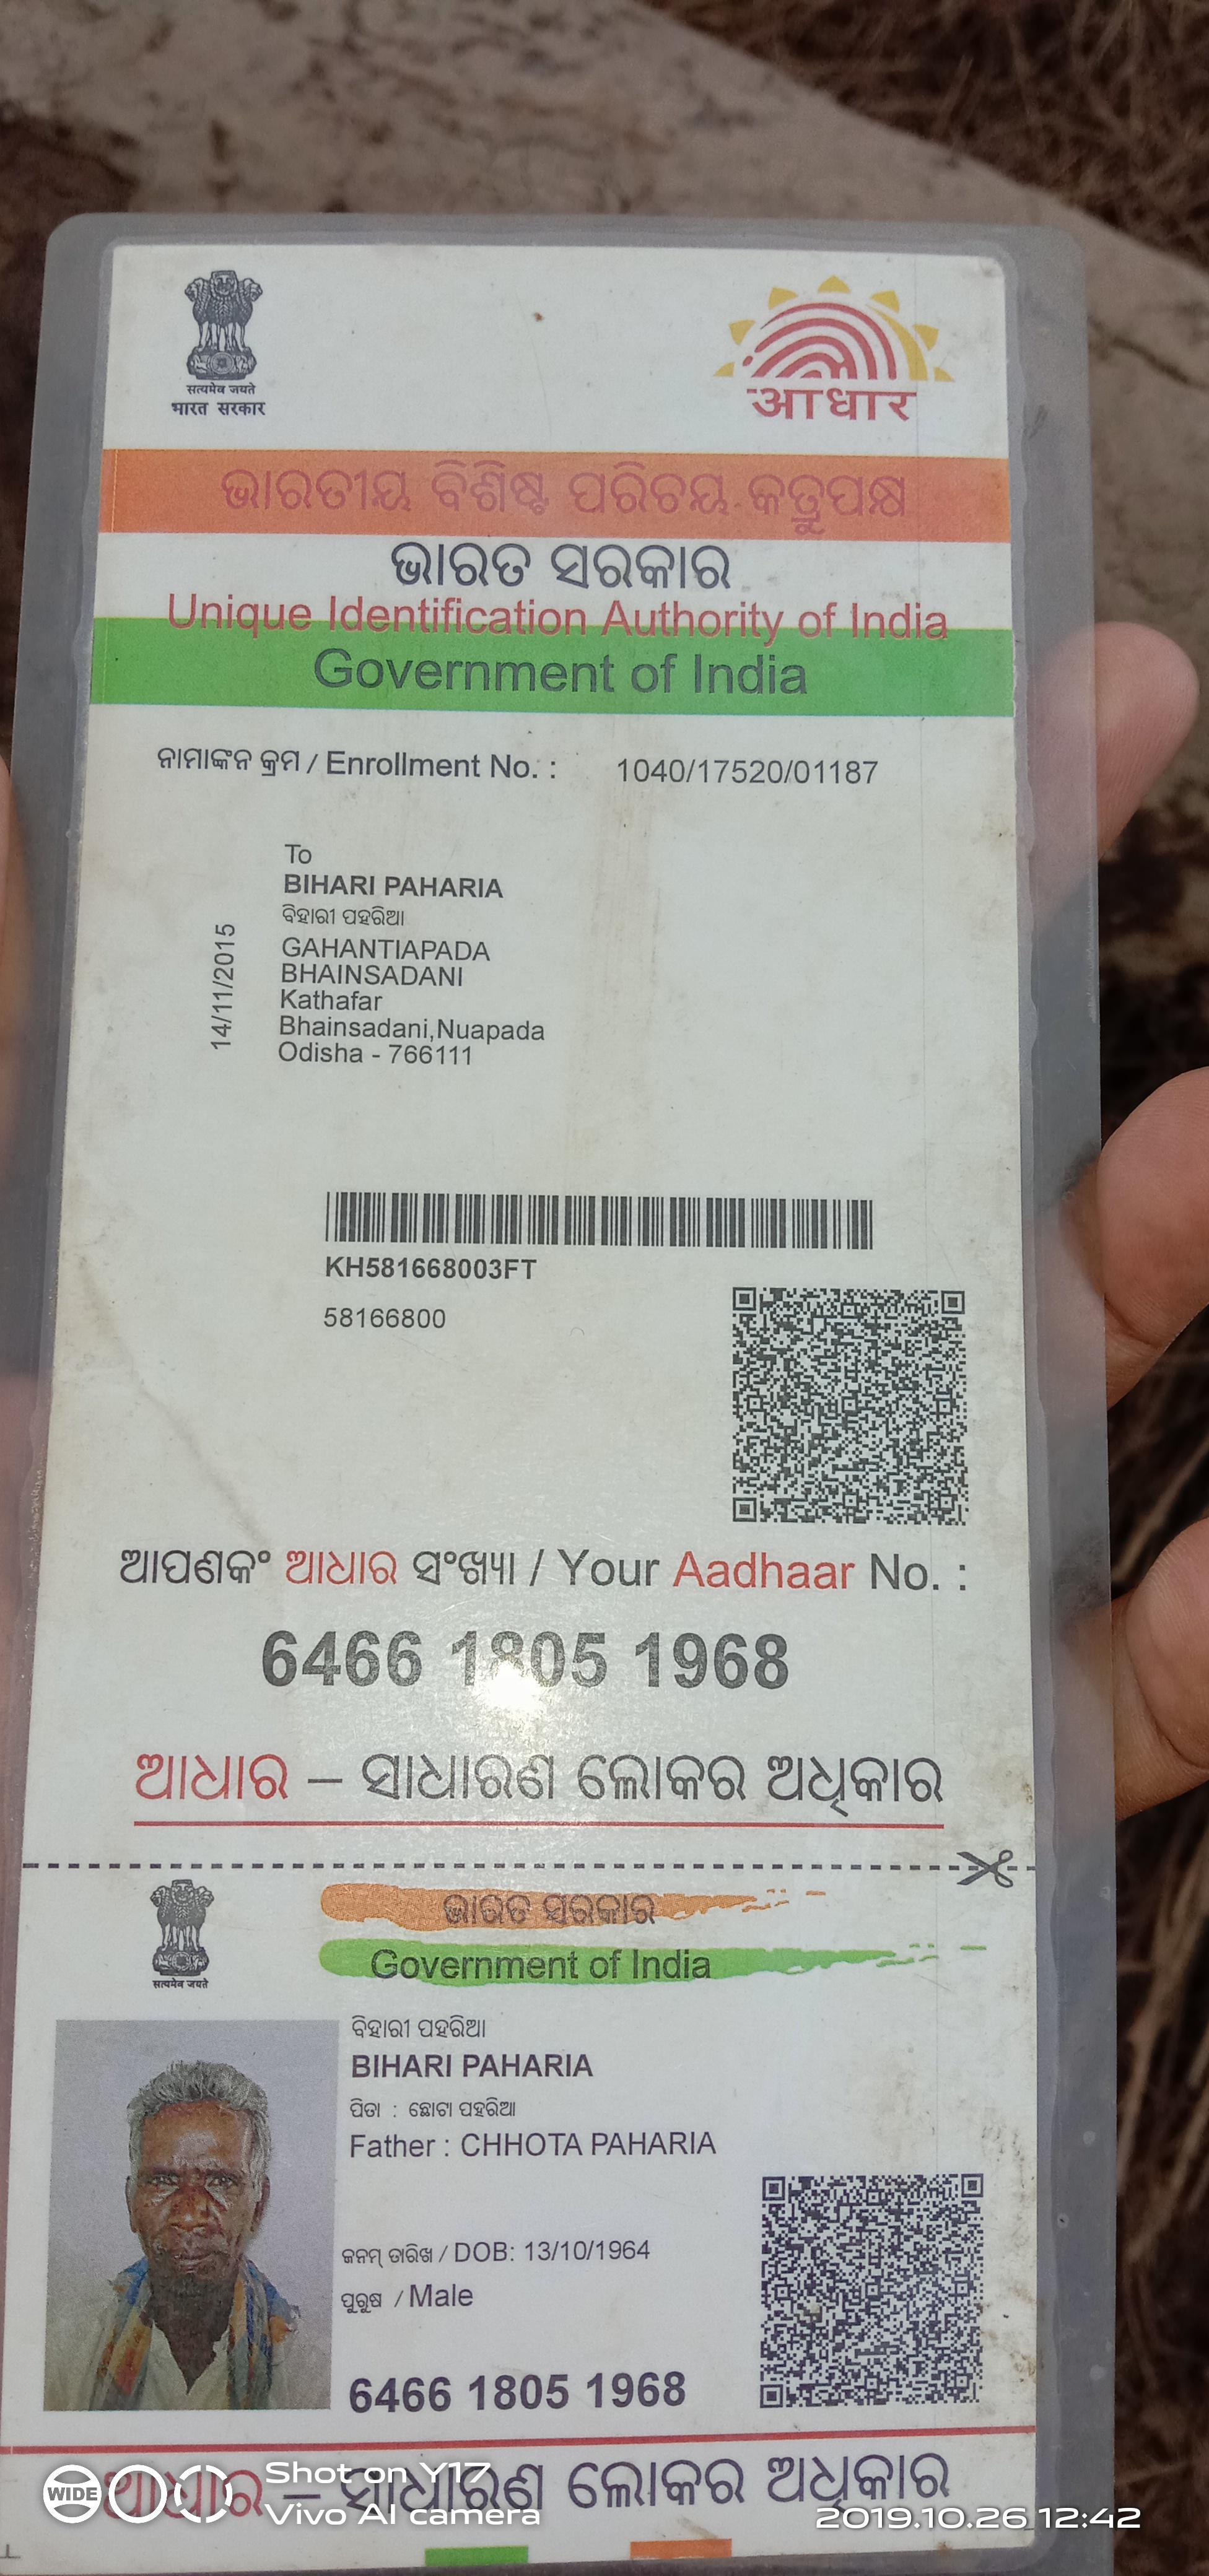 सत्यमेव जयते
भारत सरकार
आधार
ଭାରତୀୟ ବିଶିଷ୍ଟ ପରିଚୟ କର୍ତ୍ତୃପକ୍ଷ
ଭାରତ ସରକାର
Unique Identification Authority of India
Government of India
ନାମାଙ୍କନ କ୍ରମ / Enrollment No. : 1040/17520/01187
14/11/2015
To
BIHARI PAHARIA
ବିହାରୀ ପହରିଆ
GAHANTIAPADA
BHAINSADANI
Kathafar
Bhainsadani,Nuapada
Odisha - 766111
KH581668003FT
58166800
ଆପଣକଂ ଆଧାର ସଂଖ୍ୟା / Your Aadhaar No. :
6466 1805 1968
ଆଧାର – ସାଧାରଣ ଲୋକର ଅଧିକାର
सत्यमेव जयते
ଭାରତ ସରକାର
Government of India
ବିହାରୀ ପହରିଆ
BIHARI PAHARIA
ପିତା : ଛୋଟା ପହରିଆ
Father : CHHOTA PAHARIA
ଜନମ୍ ତାରିଖ / DOB: 13/10/1964
ପୁରୁଷ / Male
6466 1805 1968
ଆଧାର – ସାଧାରଣ ଲୋକର ଅଧିକାର
WIDE
Shot on Y17
Vivo AI camera
2019.10.26 12:42